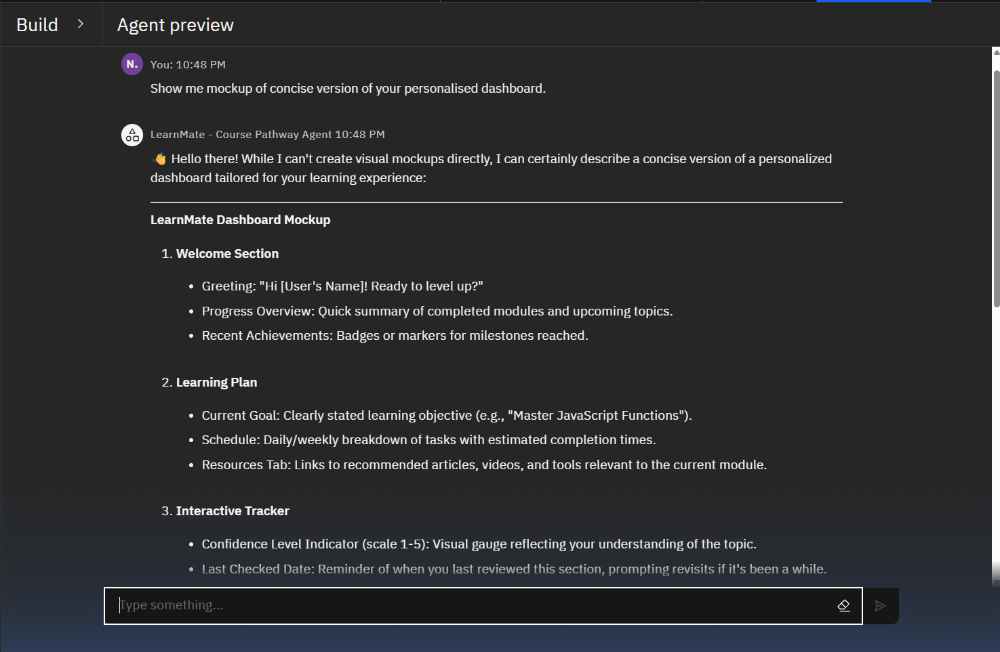 Build
Agent preview
N.
You: 10:48 PM
Show me mockup of concise version of your personalised dashboard.
LearnMate - Course Pathway Agent 10:48 PM
👋 Hello there! While I can't create visual mockups directly, I can certainly describe a concise version of a personalized
dashboard tailored for your learning experience:
LearnMate Dashboard Mockup
1. Welcome Section
• Greeting: "Hi [User's Name]! Ready to level up?"
• Progress Overview: Quick summary of completed modules and upcoming topics.
• Recent Achievements: Badges or markers for milestones reached.
2. Learning Plan
• Current Goal: Clearly stated learning objective (e.g., "Master JavaScript Functions").
• Schedule: Daily/weekly breakdown of tasks with estimated completion times.
• Resources Tab: Links to recommended articles, videos, and tools relevant to the current module.
3. Interactive Tracker
• Confidence Level Indicator (scale 1-5): Visual gauge reflecting your understanding of the topic.
• Last Checked Date: Reminder of when you last reviewed this section, prompting revisits if it's been a while.
Type something...